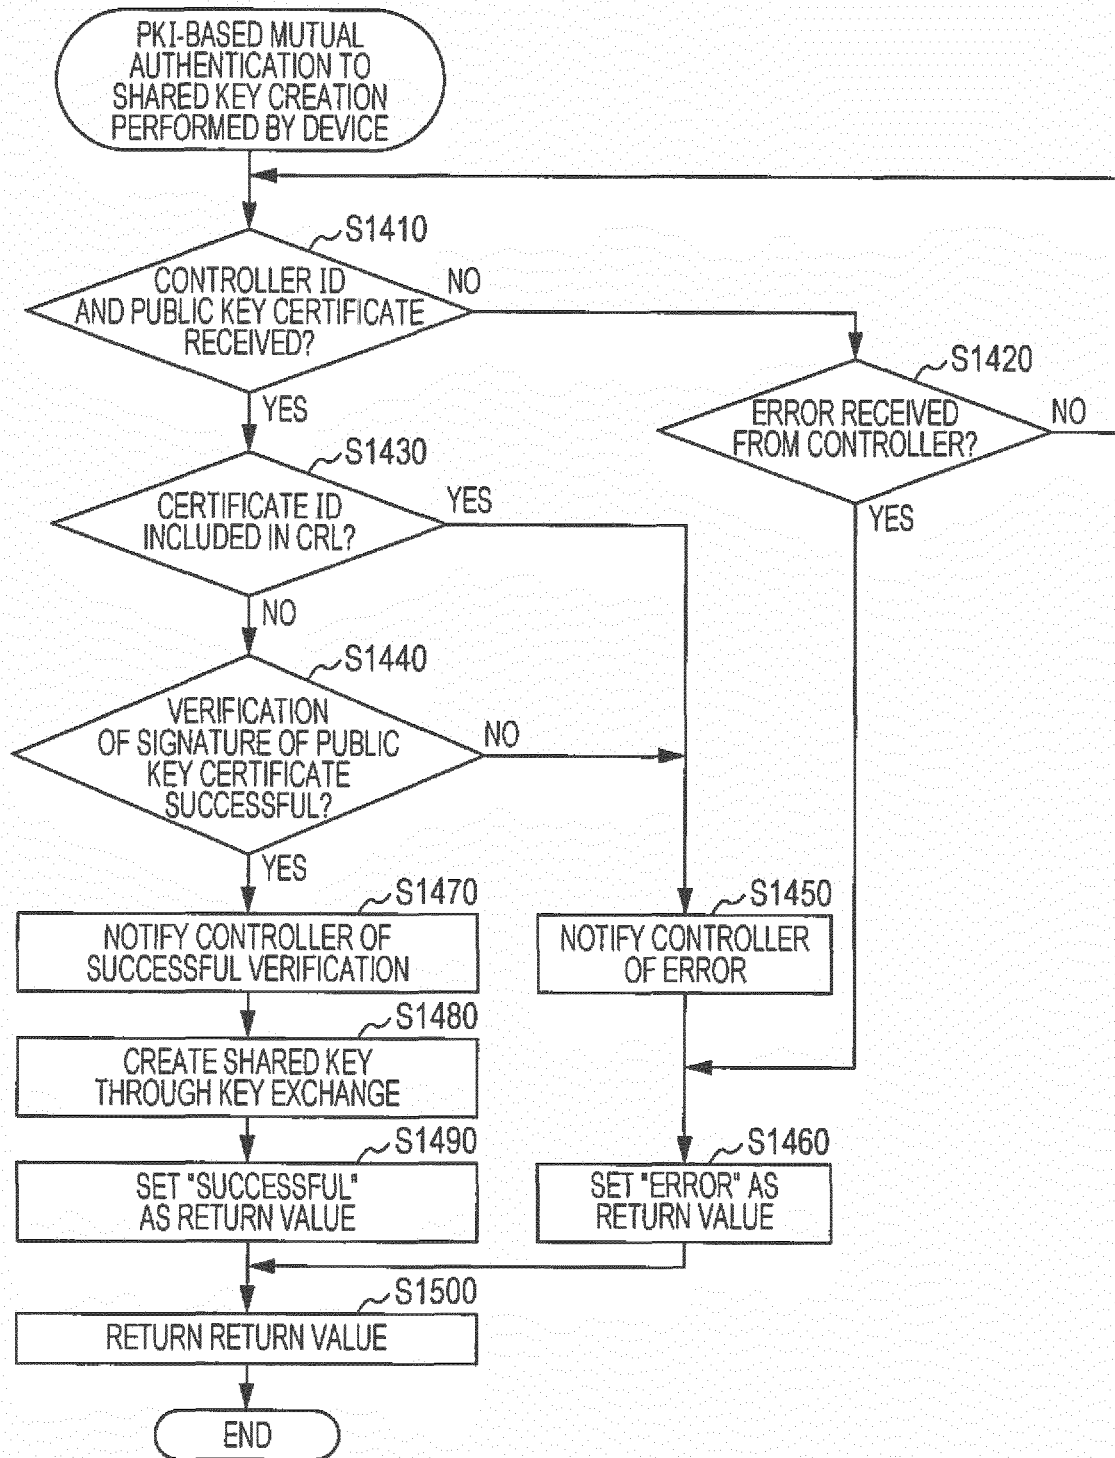 PKI-BASED MUTUAL
AUTHENTICATION TO
SHARED KEY CREATION
PERFORMED BY DEVICE
S1410
CONTROLLER ID
AND PUBLIC KEY CERTIFICATE
RECEIVED?
NO
YES
S1420
ERROR RECEIVED
FROM CONTROLLER?
NO
YES
S1430
CERTIFICATE ID
INCLUDED IN CRL?
YES
NO
S1440
VERIFICATION
OF SIGNATURE OF PUBLIC
KEY CERTIFICATE
SUCCESSFUL?
NO
YES
S1470
NOTIFY CONTROLLER OF
SUCCESSFUL VERIFICATION
S1450
NOTIFY CONTROLLER
OF ERROR
S1480
CREATE SHARED KEY
THROUGH KEY EXCHANGE
S1490
SET "SUCCESSFUL"
AS RETURN VALUE
S1460
SET "ERROR" AS
RETURN VALUE
S1500
RETURN RETURN VALUE
END